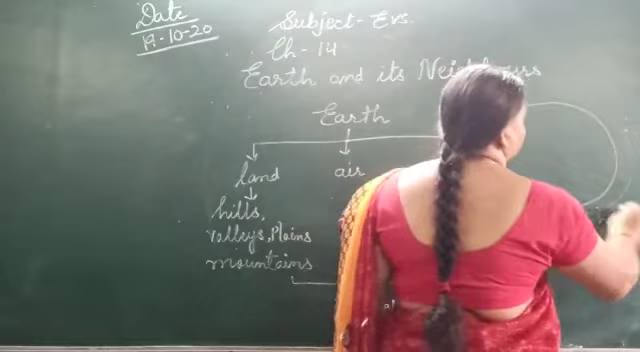 Date
19-10-20
Subject- Evs.
Ch- 14
Earth and its Neighbours
Earth
land air
hills,
valleys, Plains
mountains